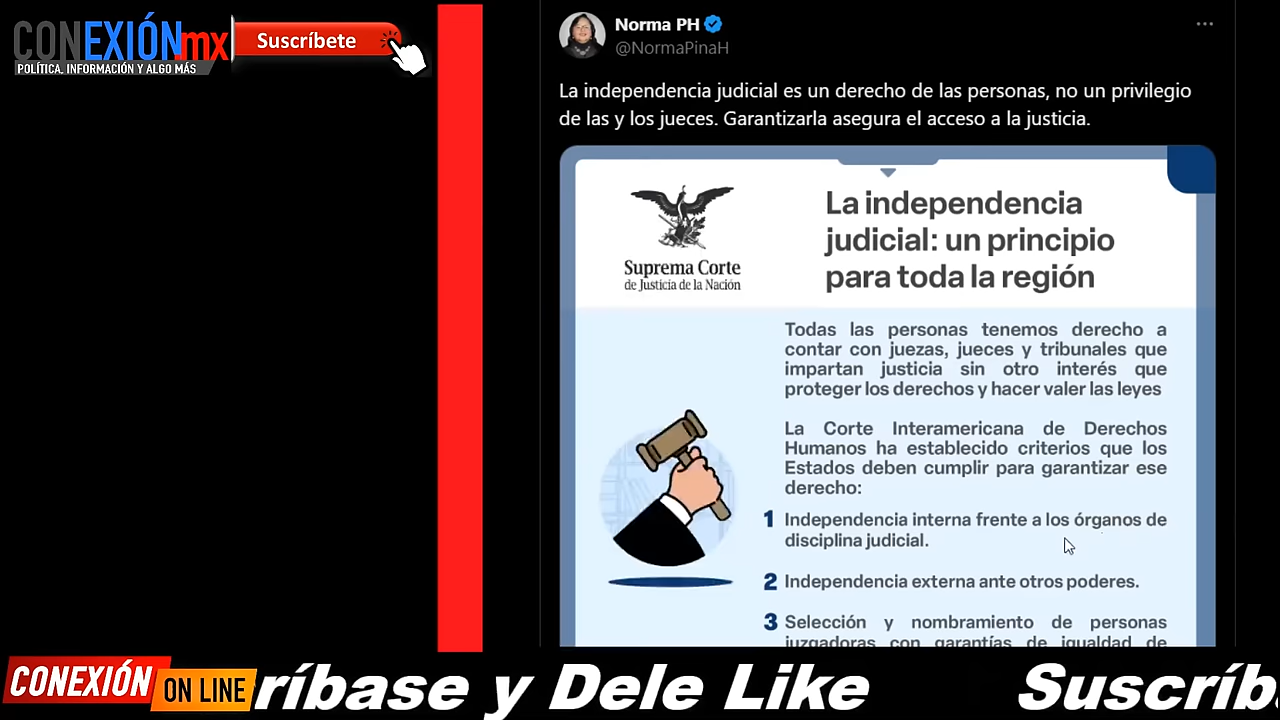 CONEXIÓNmx
POLÍTICA, INFORMACIÓN Y ALGO MÁS
Suscríbete
Norma PH
@NormaPinaH
La independencia judicial es un derecho de las personas, no un privilegio
de las y los jueces. Garantizarla asegura el acceso a la justicia.
Suprema Corte
de Justicia de la Nación
La independencia
judicial: un principio
para toda la región
Todas las personas tenemos derecho a
contar con juezas, jueces y tribunales que
impartan justicia sin otro interés que
proteger los derechos y hacer valer las leyes
La Corte Interamericana de Derechos
Humanos ha establecido criterios que los
Estados deben cumplir para garantizar ese
derecho:
1 Independencia interna frente a los órganos de
disciplina judicial.
2 Independencia externa ante otros poderes.
3 Selección y nombramiento de personas
juzgadoras con garantías de igualdad de
CONEXIÓN
ON LINE
ríbase y Dele Like Suscríb